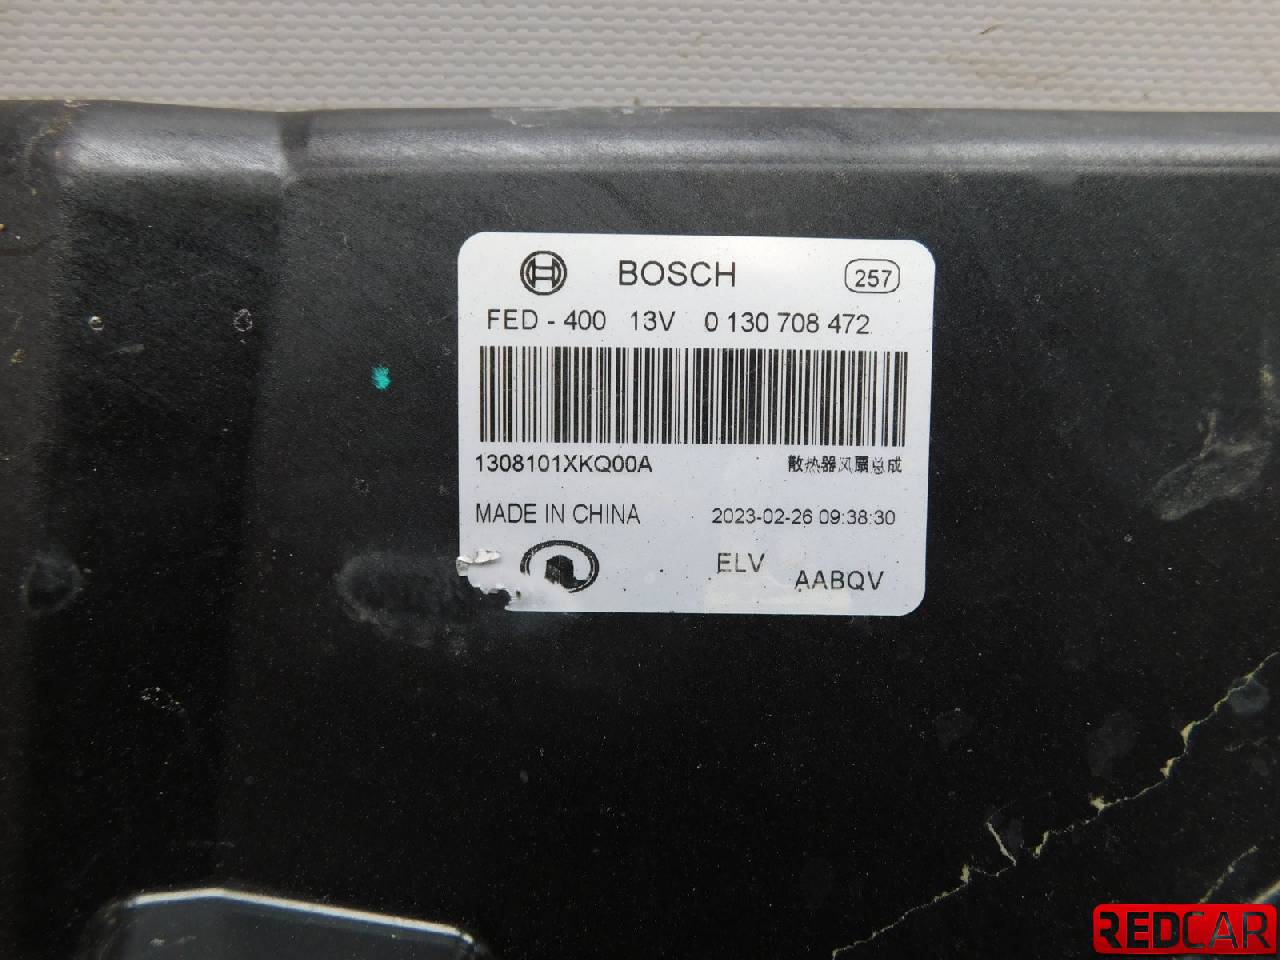 BOSCH 257
FED - 400 13V 0 130 708 472
1308101XKQ00A 散热器风扇总成
MADE IN CHINA 2023-02-26 09:38:30
ELV
AABQV
REDCAR